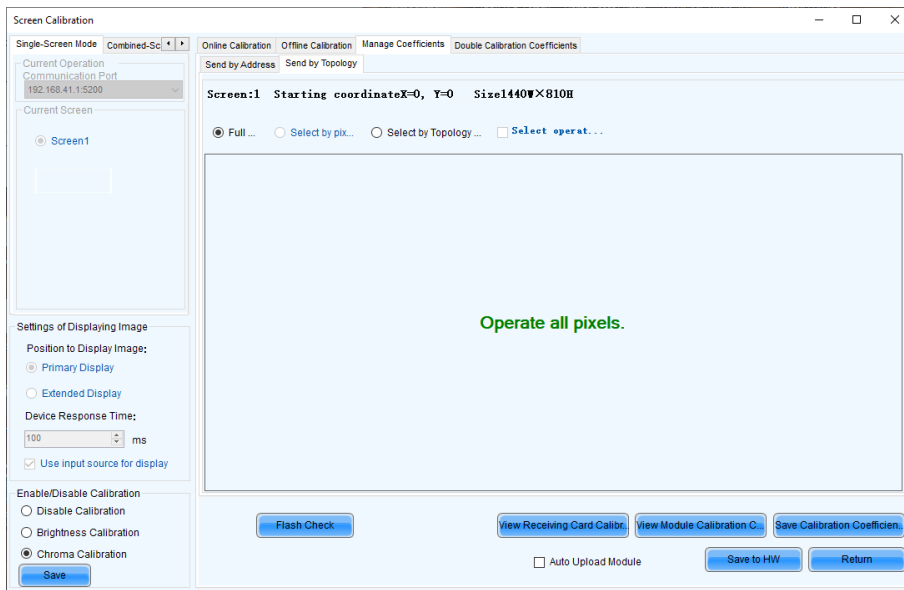 Screen Calibration
Single-Screen Mode Combined-Sc
Current Operation
Communication Port
192.168.41.1:5200
Current Screen
Screen1
Settings of Displaying Image
Position to Display Image:
Primary Display
Extended Display
Device Response Time:
100 ms
Use input source for display
Enable/Disable Calibration
Disable Calibration
Brightness Calibration
Chroma Calibration
Save
Online Calibration Offline Calibration Manage Coefficients Double Calibration Coefficients
Send by Address Send by Topology
Screen:1 Starting coordinateX=0, Y=0 Size1440W×810H
Full ... Select by pix... Select by Topology ... Select operat...
Operate all pixels.
Flash Check View Receiving Card Calibr.. View Module Calibration C... Save Calibration Coefficien..
Auto Upload Module Save to HW Return